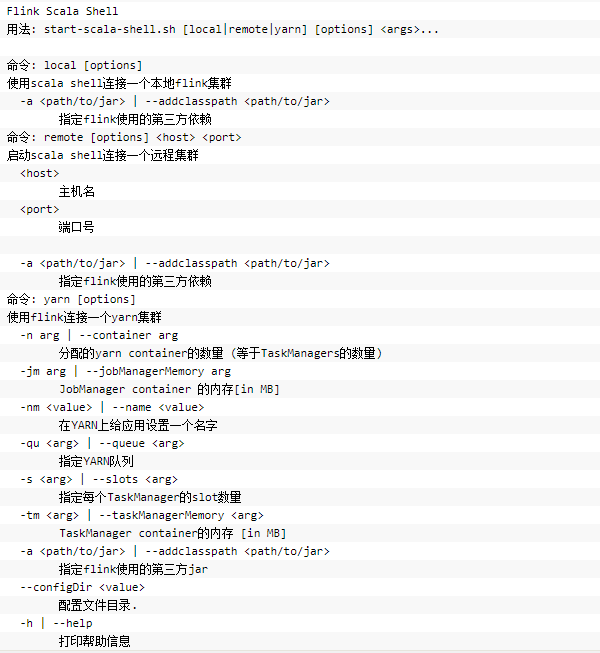 Flink Scala Shell
用法: start-scala-shell.sh [local|remote|yarn] [options] <args>...
命令: local [options]
使用scala shell连接一个本地flink集群
-a <path/to/jar> | --addclasspath <path/to/jar>
指定flink使用的第三方依赖
命令: remote [options] <host> <port>
启动scala shell连接一个远程集群
<host>
主机名
<port>
端口号
-a <path/to/jar> | --addclasspath <path/to/jar>
指定flink使用的第三方依赖
命令: yarn [options]
使用flink连接一个yarn集群
-n arg | --container arg
分配的yarn container的数量 (等于TaskManagers的数量)
-jm arg | --jobManagerMemory arg
JobManager container 的内存[in MB]
-nm <value> | --name <value>
在YARN上给应用设置一个名字
-qu <arg> | --queue <arg>
指定YARN队列
-s <arg> | --slots <arg>
指定每个TaskManager的slot数量
-tm <arg> | --taskManagerMemory <arg>
TaskManager container的内存 [in MB]
-a <path/to/jar> | --addclasspath <path/to/jar>
指定flink使用的第三方jar
--configDir <value>
配置文件目录.
-h | --help
打印帮助信息